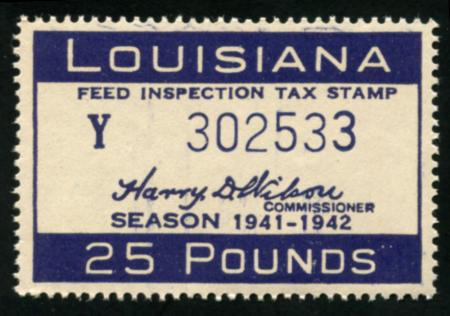 LOUISIANA
FEED INSPECTION TAX STAMP
Y 302533
Harry D. Wilson
COMMISSIONER
SEASON 1941-1942
25 POUNDS